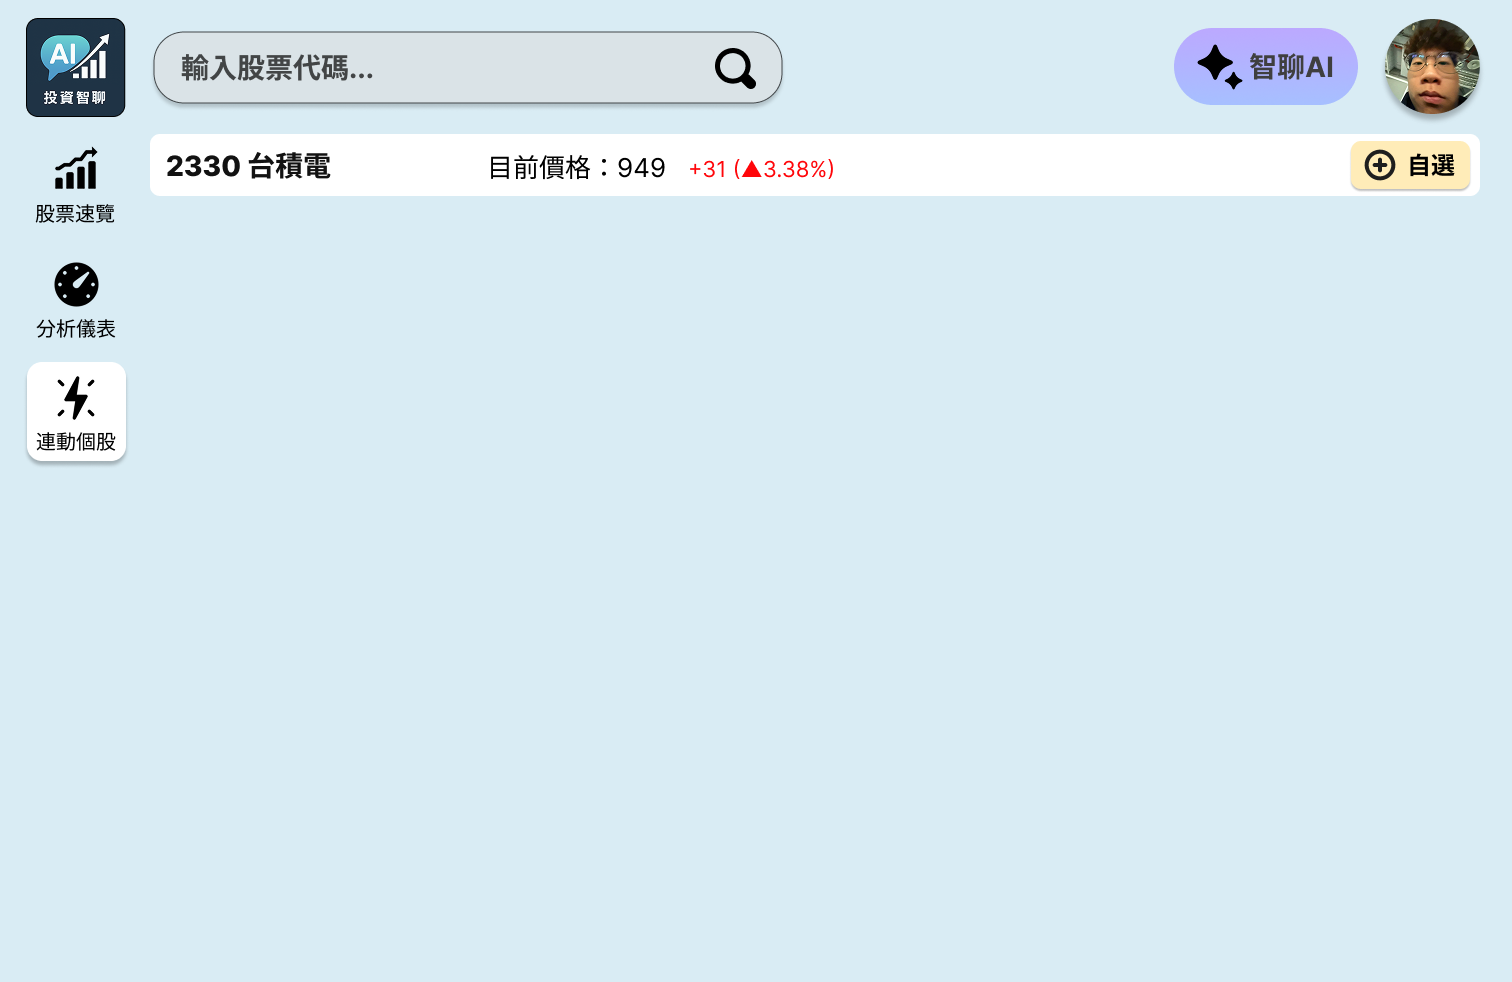 AI
投資智聊
輸入股票代碼...
智聊AI
2330 台積電
目前價格：949 +31 (▲3.38%)
自選
股票速覽
分析儀表
連動個股